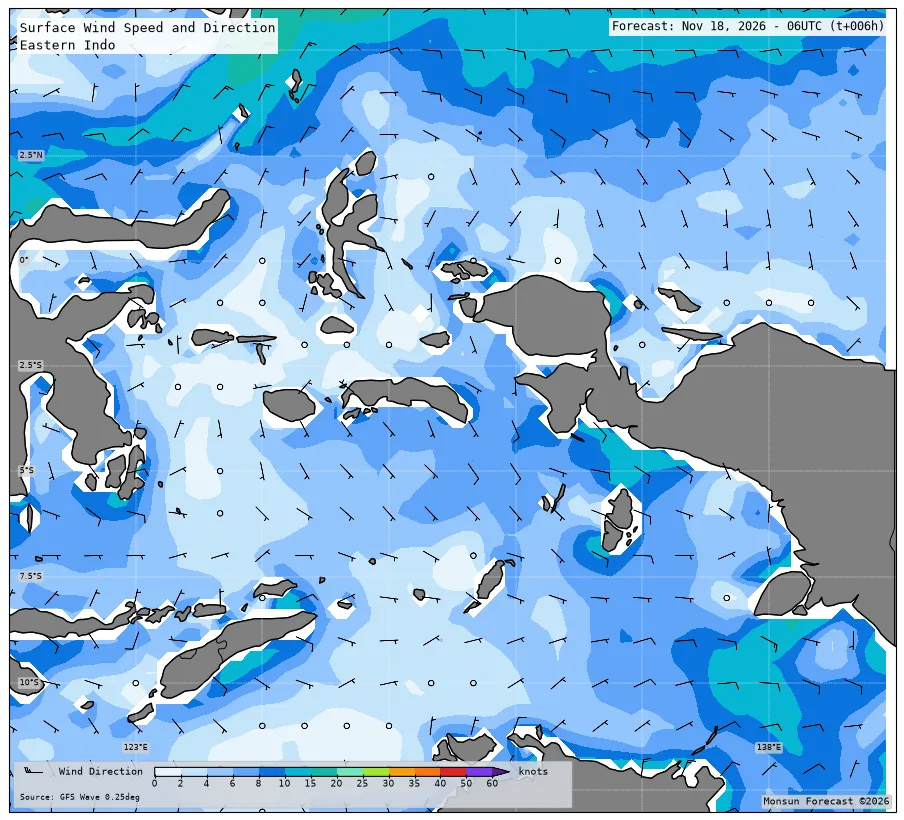 Surface Wind Speed and Direction
Eastern Indo
Forecast: Nov 18, 2026 - 06UTC (t+006h)
2.5°N
0°
2.5°S
5°S
7.5°S
10°S
123°E
138°E
Wind Direction
knots
0 2 4 6 8 10 15 20 25 30 35 40 50 60
Source: GFS Wave 0.25deg
Monsun Forecast ©2026